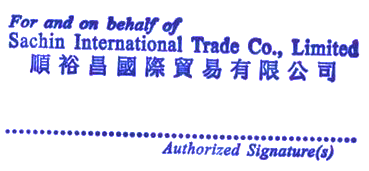 For and on behalf of
Sachin International Trade Co., Limited
順裕昌國際貿易有限公司
Authorized Signature(s)